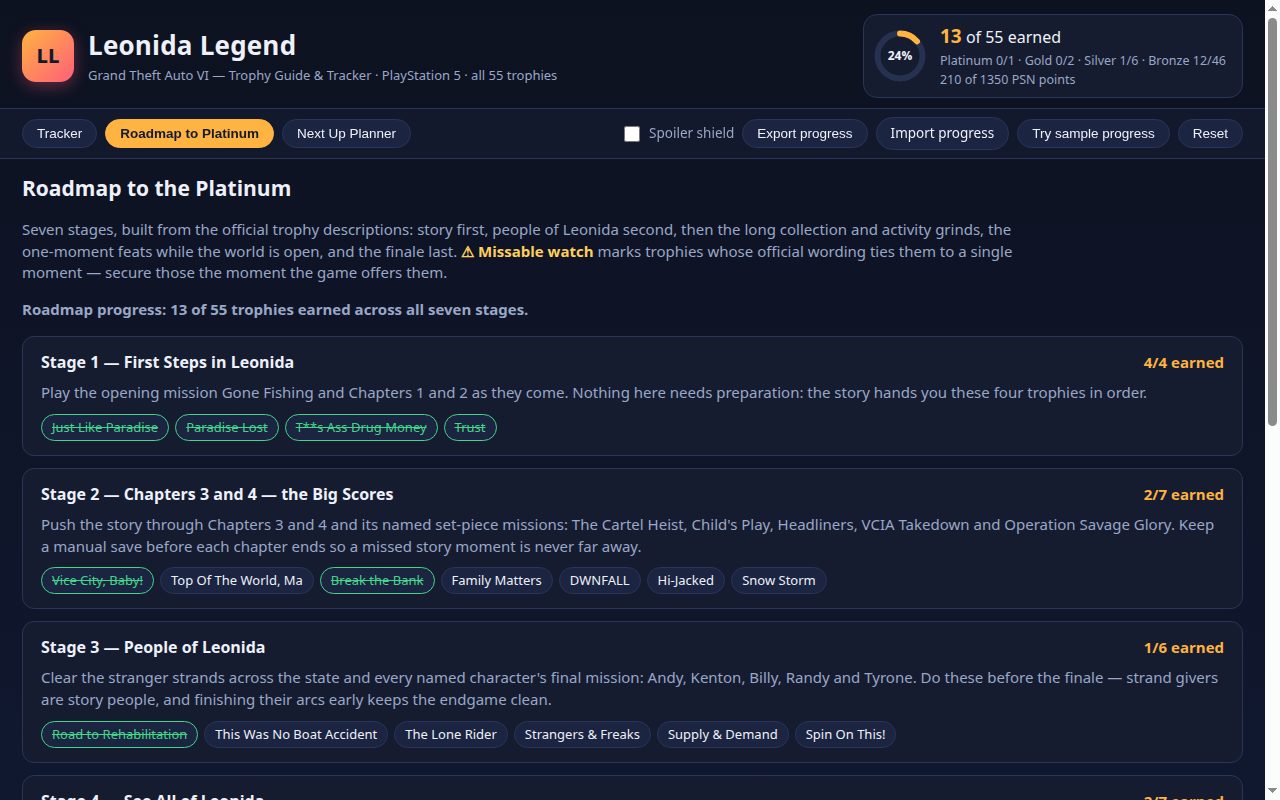 LL
Leonida Legend
Grand Theft Auto VI — Trophy Guide & Tracker · PlayStation 5 · all 55 trophies
24%
13 of 55 earned
Platinum 0/1 · Gold 0/2 · Silver 1/6 · Bronze 12/46
210 of 1350 PSN points
Tracker
Roadmap to Platinum
Next Up Planner
Spoiler shield
Export progress
Import progress
Try sample progress
Reset
Roadmap to the Platinum
Seven stages, built from the official trophy descriptions: story first, people of Leonida second, then the long collection and activity grinds, the
one-moment feats while the world is open, and the finale last. ⚠ Missable watch marks trophies whose official wording ties them to a single
moment — secure those the moment the game offers them.
Roadmap progress: 13 of 55 trophies earned across all seven stages.
Stage 1 — First Steps in Leonida
4/4 earned
Play the opening mission Gone Fishing and Chapters 1 and 2 as they come. Nothing here needs preparation: the story hands you these four trophies in order.
Just Like Paradise
Paradise Lost
T**s Ass Drug Money
Trust
Stage 2 — Chapters 3 and 4 — the Big Scores
2/7 earned
Push the story through Chapters 3 and 4 and its named set-piece missions: The Cartel Heist, Child's Play, Headliners, VCIA Takedown and Operation Savage Glory. Keep
a manual save before each chapter ends so a missed story moment is never far away.
Vice City, Baby!
Top Of The World, Ma
Break the Bank
Family Matters
DWNFALL
Hi-Jacked
Snow Storm
Stage 3 — People of Leonida
1/6 earned
Clear the stranger strands across the state and every named character's final mission: Andy, Kenton, Billy, Randy and Tyrone. Do these before the finale — strand givers
are story people, and finishing their arcs early keeps the endgame clean.
Road to Rehabilitation
This Was No Boat Accident
The Lone Rider
Strangers & Freaks
Supply & Demand
Spin On This!
Stage 4 — See All of Leonida